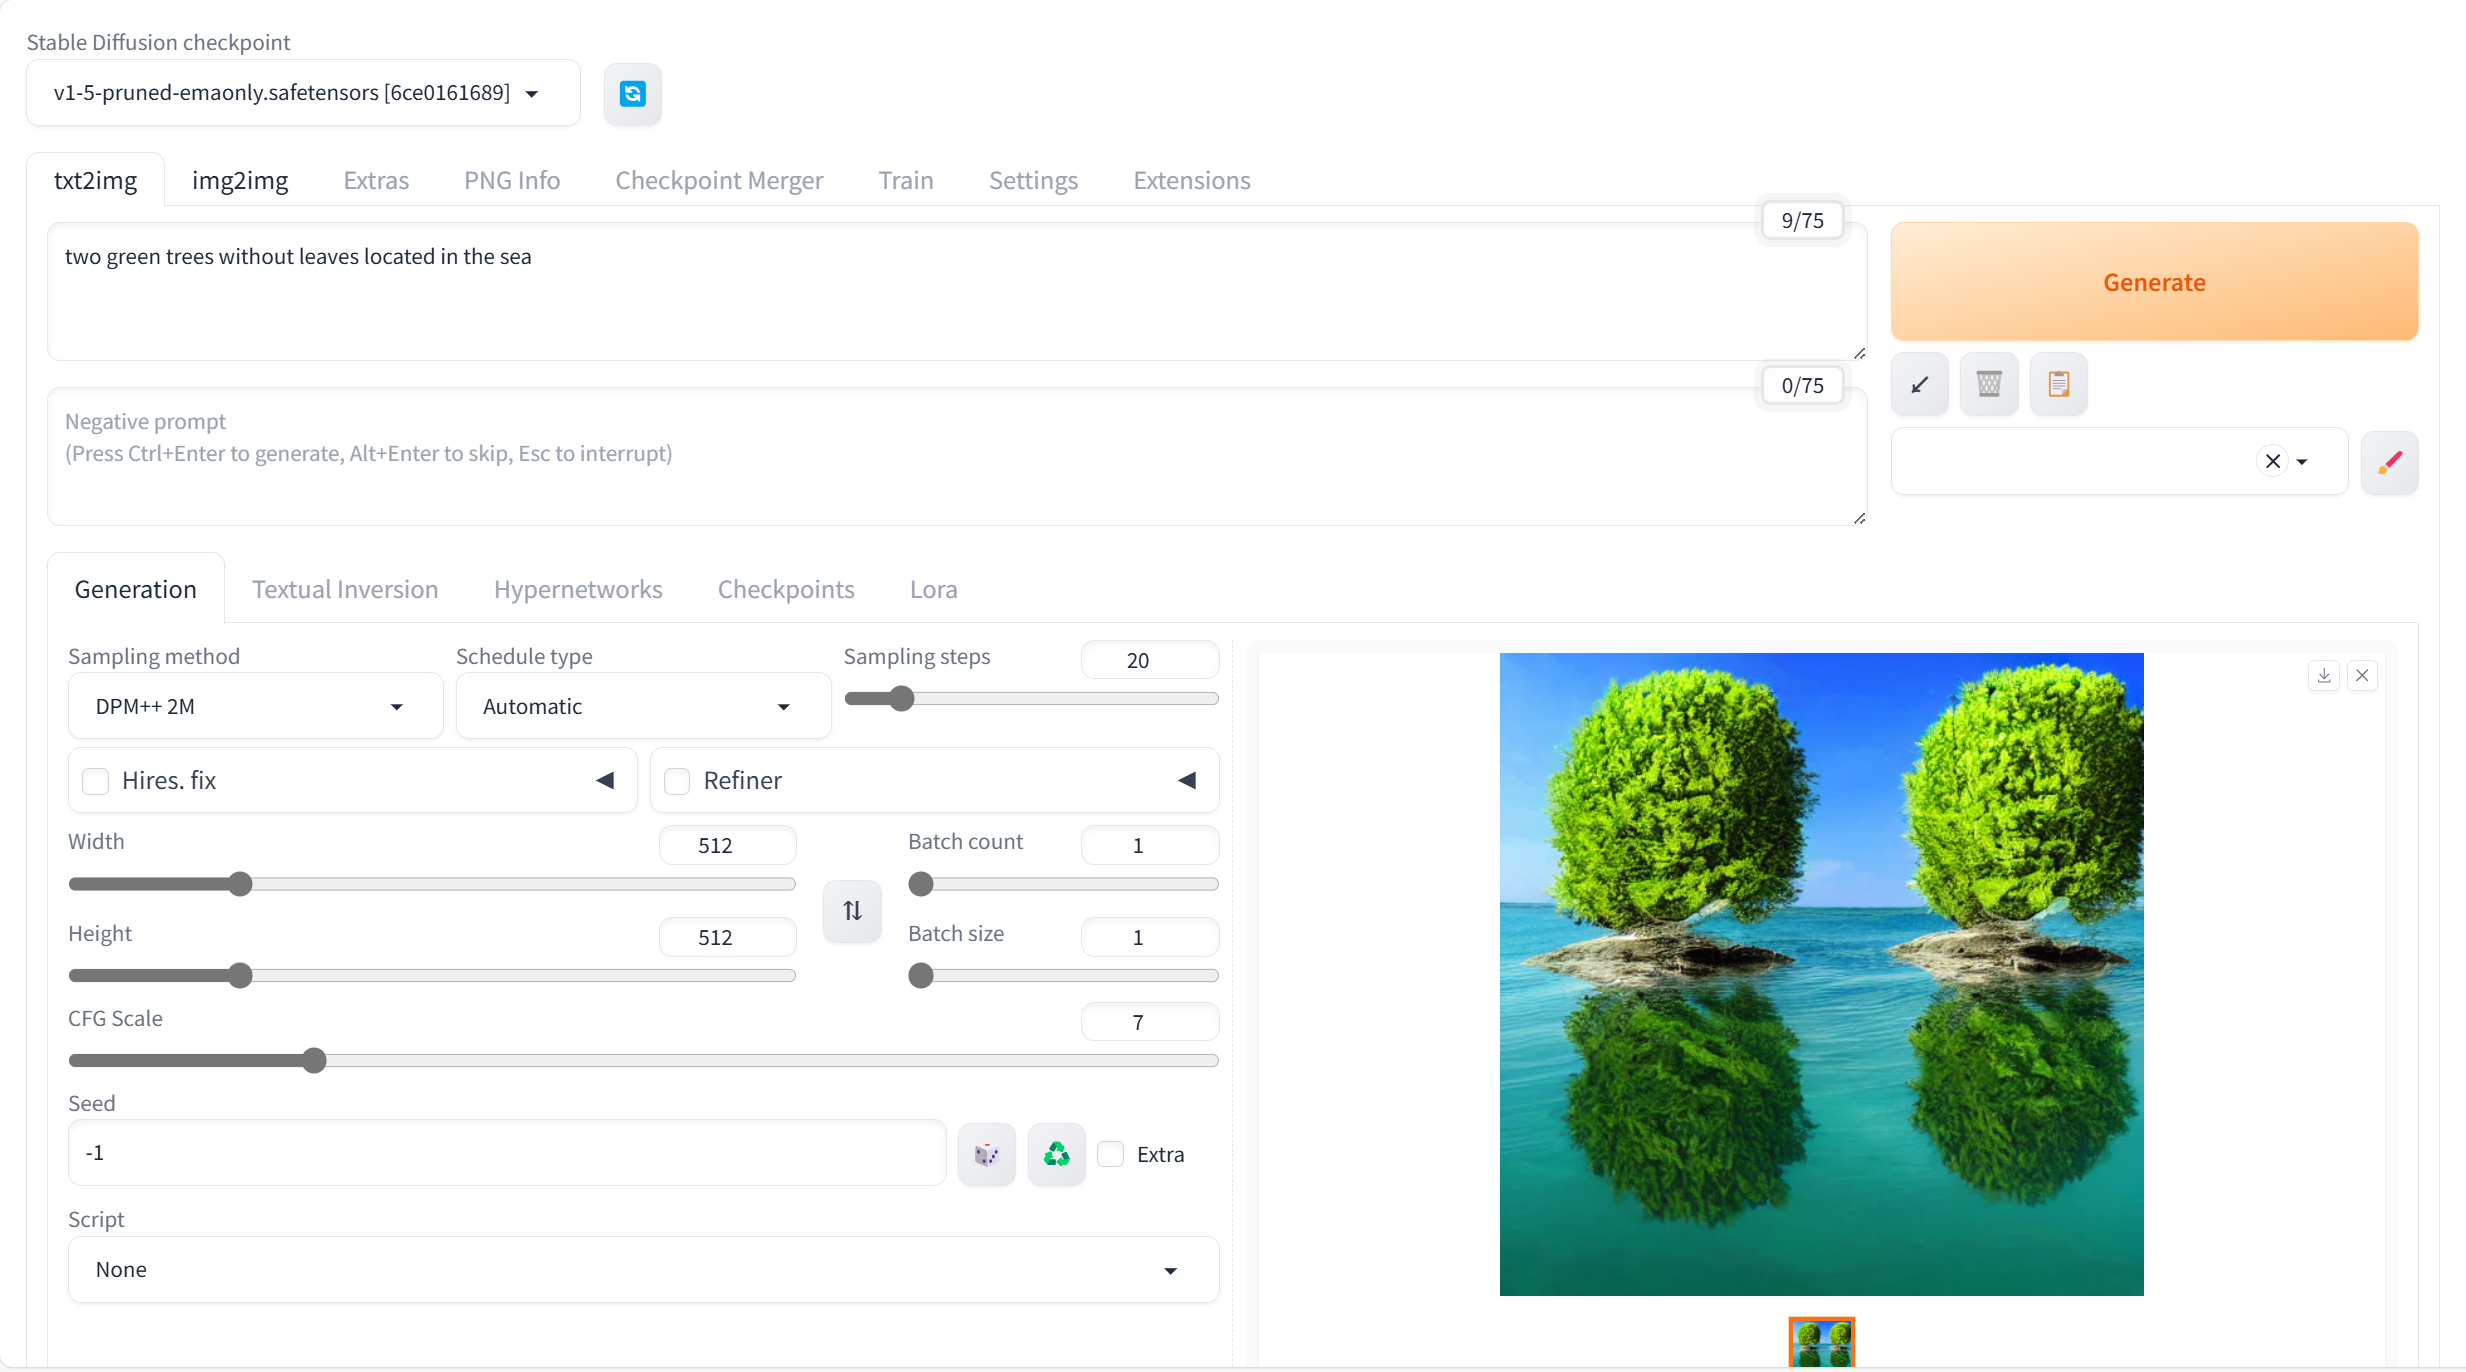 Stable Diffusion checkpoint
v1-5-pruned-emaonly.safetensors [6ce0161689]
txt2img img2img Extras PNG Info Checkpoint Merger Train Settings Extensions
9/75
two green trees without leaves located in the sea
Generate
0/75
Negative prompt
(Press Ctrl+Enter to generate, Alt+Enter to skip, Esc to interrupt)
Generation Textual Inversion Hypernetworks Checkpoints Lora
Sampling method Schedule type Sampling steps 20
DPM++ 2M Automatic
Hires. fix Refiner
Width 512 Batch count 1
Height 512 Batch size 1
CFG Scale 7
Seed
-1 Extra
Script
None